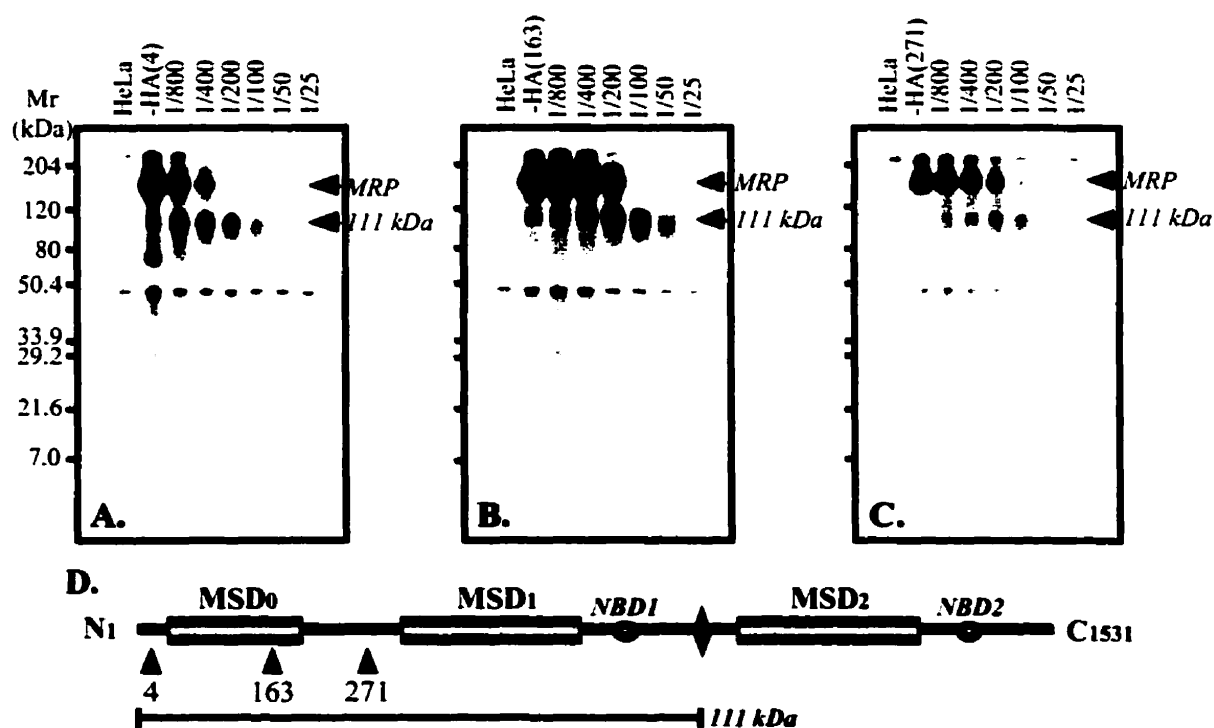 HeLa
-HA(4)
1/800
1/400
1/200
1/100
1/50
1/25
HeLa
-HA(163)
1/800
1/400
1/200
1/100
1/50
1/25
HeLa
-HA(271)
1/800
1/400
1/200
1/100
1/50
1/25
Mr
(kDa)
204
120
80
50.4
33.9
29.2
21.6
7.0
MRP
111 kDa
MRP
111 kDa
MRP
111 kDa
A.
B.
C.
D.
MSD0 MSD1 NBD1 MSD2 NBD2
N1 C1531
4 163 271
111 kDa